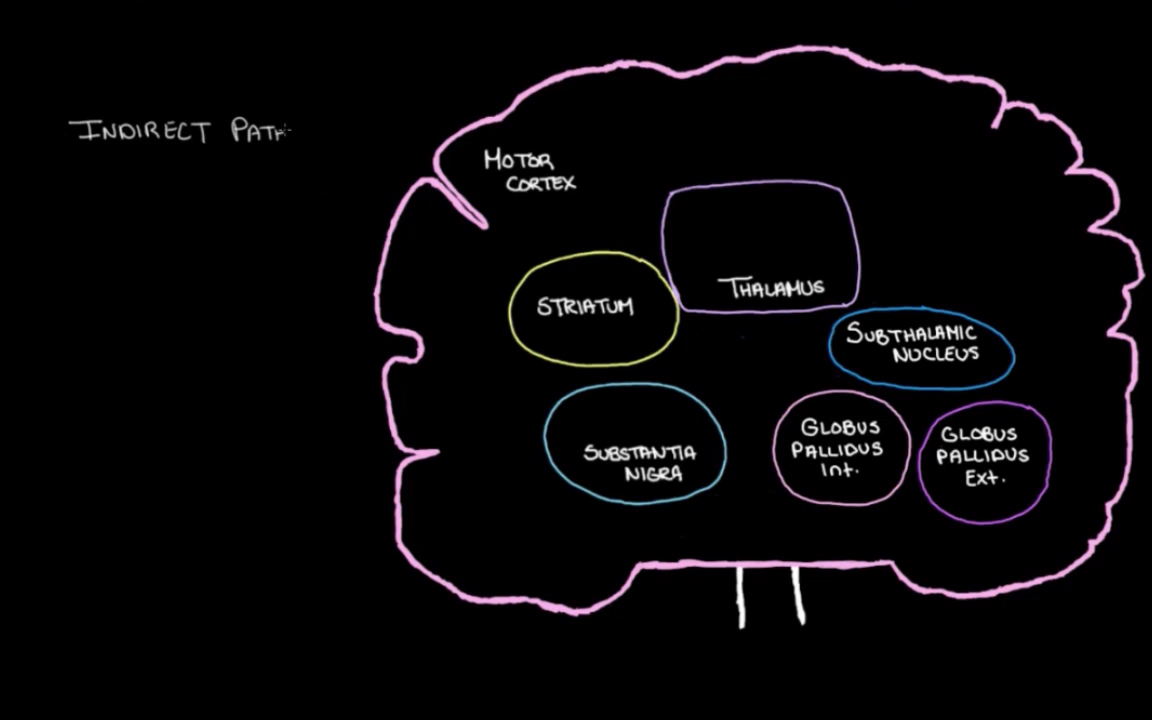 INDIRECT PATH
MOTOR
CORTEX
THALAMUS
STRIATUM
SUBTHALAMIC
NUCLEUS
SUBSTANTIA
NIGRA
GLOBUS
PALLIDUS
Int.
GLOBUS
PALLIDUS
Ext.